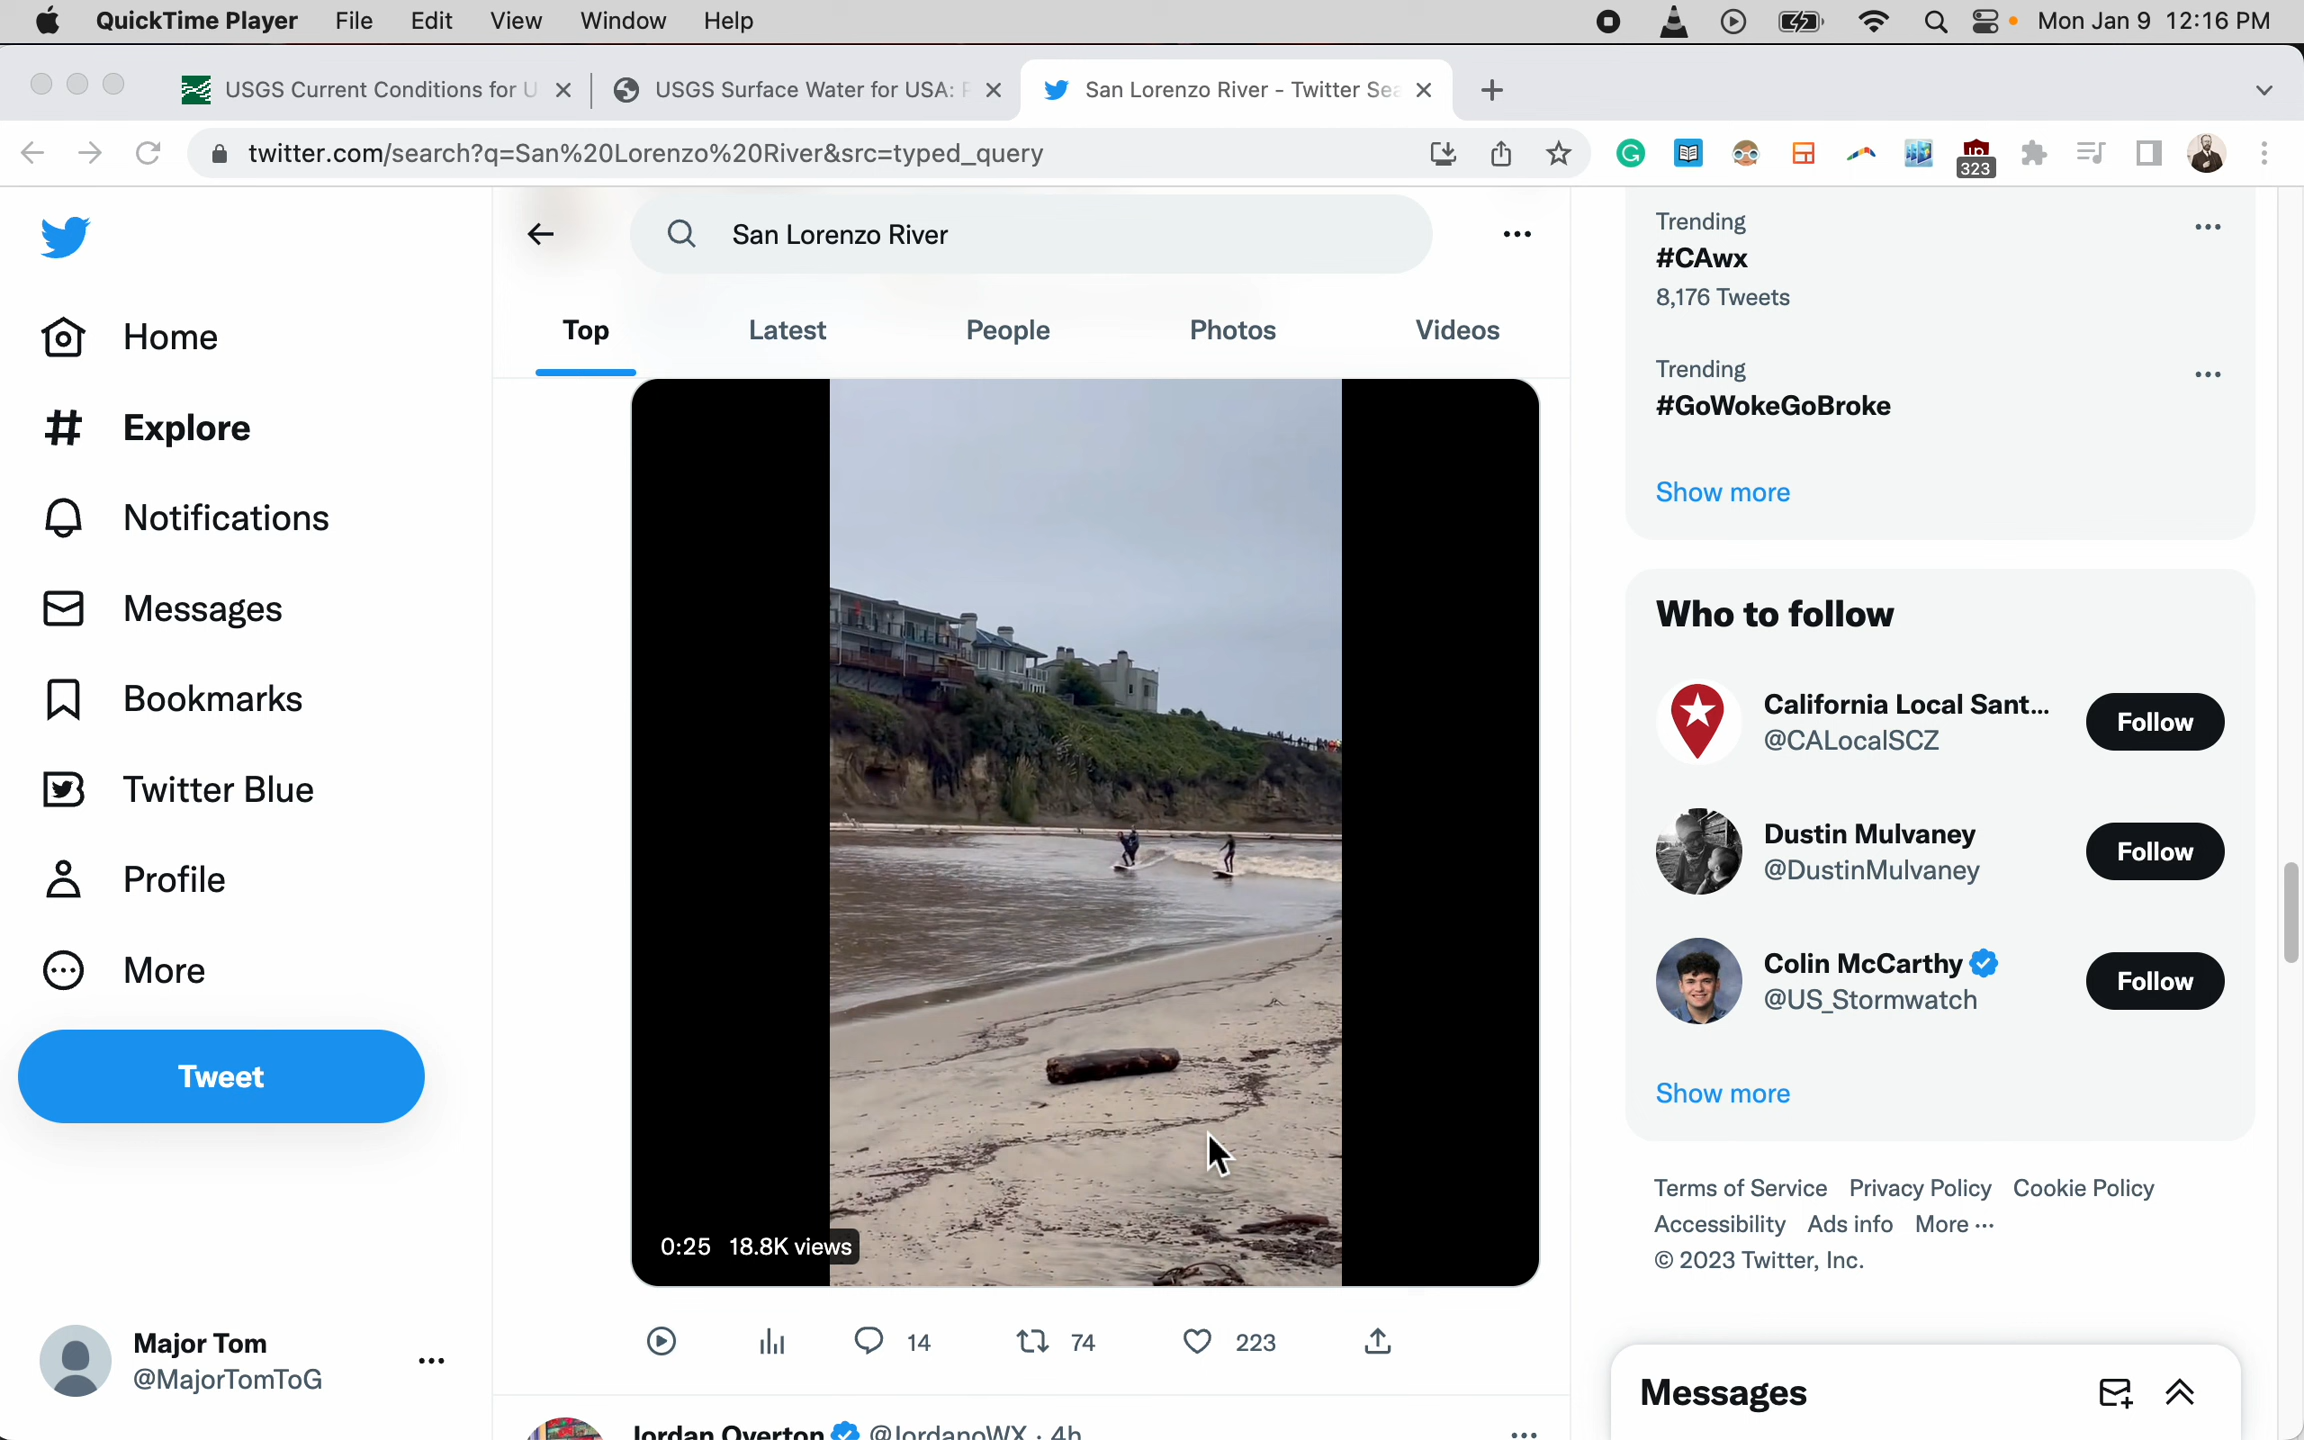 QuickTime Player File Edit View Window Help Mon Jan 9 12:16 PM
USGS Current Conditions for U USGS Surface Water for USA: San Lorenzo River - Twitter Sea
twitter.com/search?q=San%20Lorenzo%20River&src=typed_query
323
San Lorenzo River
Top Latest People Photos Videos
Home
Explore
Notifications
Messages
Bookmarks
Twitter Blue
Profile
More
Tweet
Major Tom
@MajorTomToG
0:25 18.8K views
14 74 223
Jordan Overton @JordanoWX · 4h
Trending
#CAwx
8,176 Tweets
Trending
#GoWokeGoBroke
Show more
Who to follow
California Local Sant...
@CALocalSCZ
Follow
Dustin Mulvaney
@DustinMulvaney
Follow
Colin McCarthy
@US_Stormwatch
Follow
Show more
Terms of Service Privacy Policy Cookie Policy
Accessibility Ads info More ···
© 2023 Twitter, Inc.
Messages